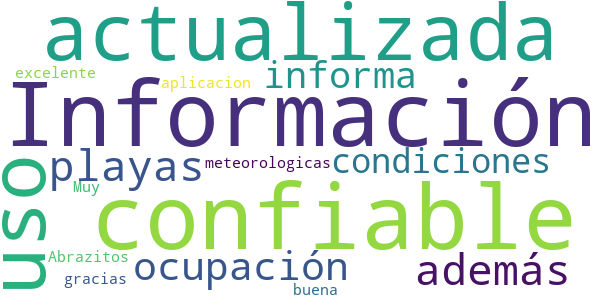 actualizada
excelente
aplicacion
informa
Información
uso
playas
meteorologicas
condiciones
Muy
confiable
Abrazitos
gracias
ocupación
además
buena